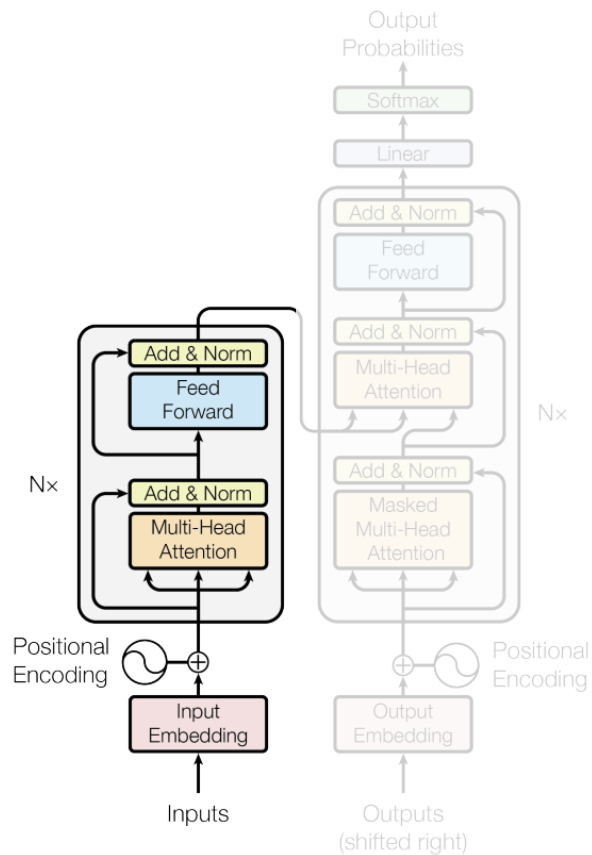 Output
Probabilities
Softmax
Linear
Add & Norm
Feed
Forward
Add & Norm
Multi-Head
Attention
N×
Add & Norm
Masked
Multi-Head
Attention
Positional
Encoding
Output
Embedding
Outputs
(shifted right)
Add & Norm
Feed
Forward
N×
Add & Norm
Multi-Head
Attention
Positional
Encoding
Input
Embedding
Inputs